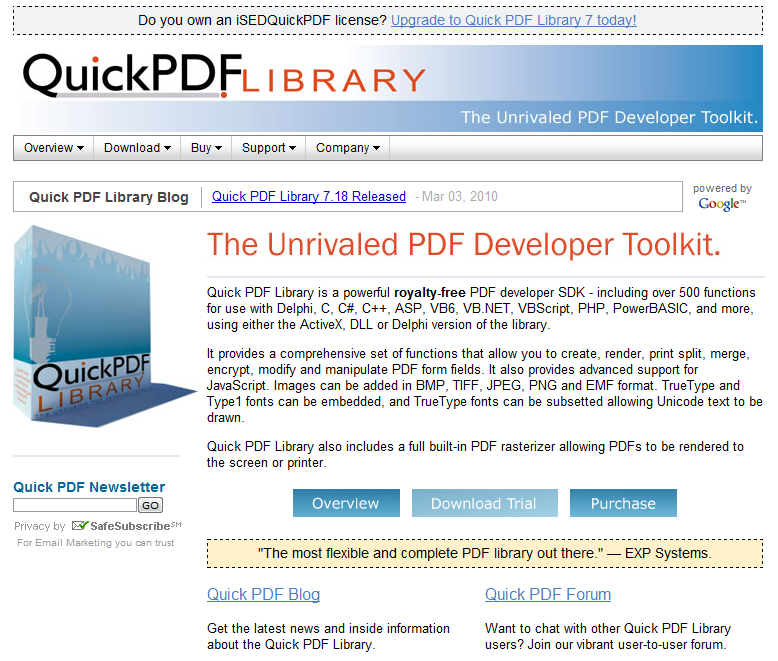 Do you own an iSEDQuickPDF license? Upgrade to Quick PDF Library 7 today!
QuickPDF LIBRARY
The Unrivaled PDF Developer Toolkit.
Overview Download Buy Support Company
Quick PDF Library Blog Quick PDF Library 7.18 Released - Mar 03, 2010
powered by
Google™
QuickPDF
LIBRARY
The Unrivaled PDF Developer Toolkit.
Quick PDF Library is a powerful royalty-free PDF developer SDK - including over 500 functions
for use with Delphi, C, C#, C++, ASP, VB6, VB.NET, VBScript, PHP, PowerBASIC, and more,
using either the ActiveX, DLL or Delphi version of the library.
It provides a comprehensive set of functions that allow you to create, render, print split, merge,
encrypt, modify and manipulate PDF form fields. It also provides advanced support for
JavaScript. Images can be added in BMP, TIFF, JPEG, PNG and EMF format. TrueType and
Type1 fonts can be embedded, and TrueType fonts can be subsetted allowing Unicode text to be
drawn.
Quick PDF Library also includes a full built-in PDF rasterizer allowing PDFs to be rendered to
the screen or printer.
Quick PDF Newsletter
GO
Privacy by SafeSubscribe℠
For Email Marketing you can trust
Overview Download Trial Purchase
"The most flexible and complete PDF library out there." — EXP Systems.
Quick PDF Blog
Get the latest news and inside information
about the Quick PDF Library.
Quick PDF Forum
Want to chat with other Quick PDF Library
users? Join our vibrant user-to-user forum.